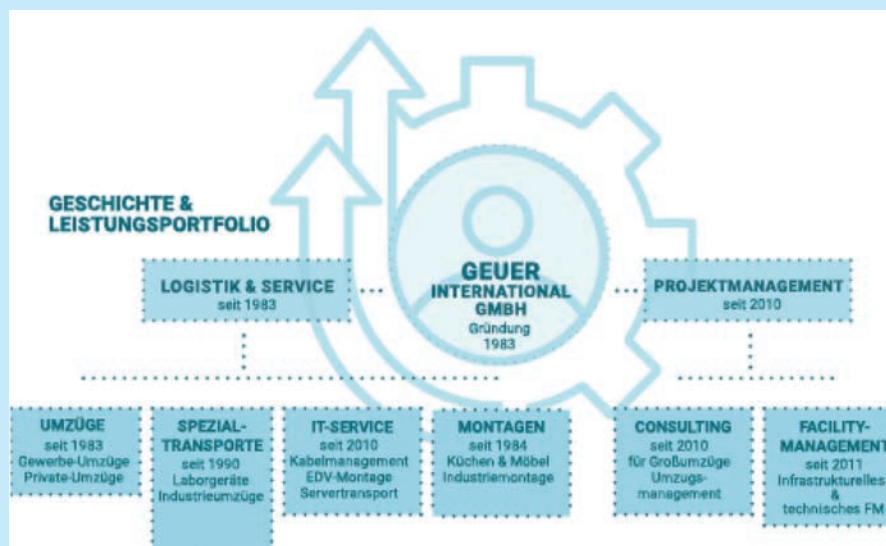 GESCHICHTE &
LEISTUNGSPORTFOLIO
LOGISTIK & SERVICE
seit 1983
GEUER
INTERNATIONAL
GMBH
Gründung
1983
PROJEKTMANAGEMENT
seit 2010
UMZÜGE
seit 1983
Gewerbe-Umzüge
Private-Umzüge
SPEZIAL-
TRANSPORTE
seit 1990
Laborgeräte
Industrieumzüge
IT-SERVICE
seit 2010
Kabelmanagement
EDV-Montage
Servertransport
MONTAGEN
seit 1984
Küchen & Möbel
Industriemontage
CONSULTING
seit 2010
für Großumzüge
Umzugs-
management
FACILITY-
MANAGEMENT
seit 2011
Infrastrukturelles
&
technisches FM